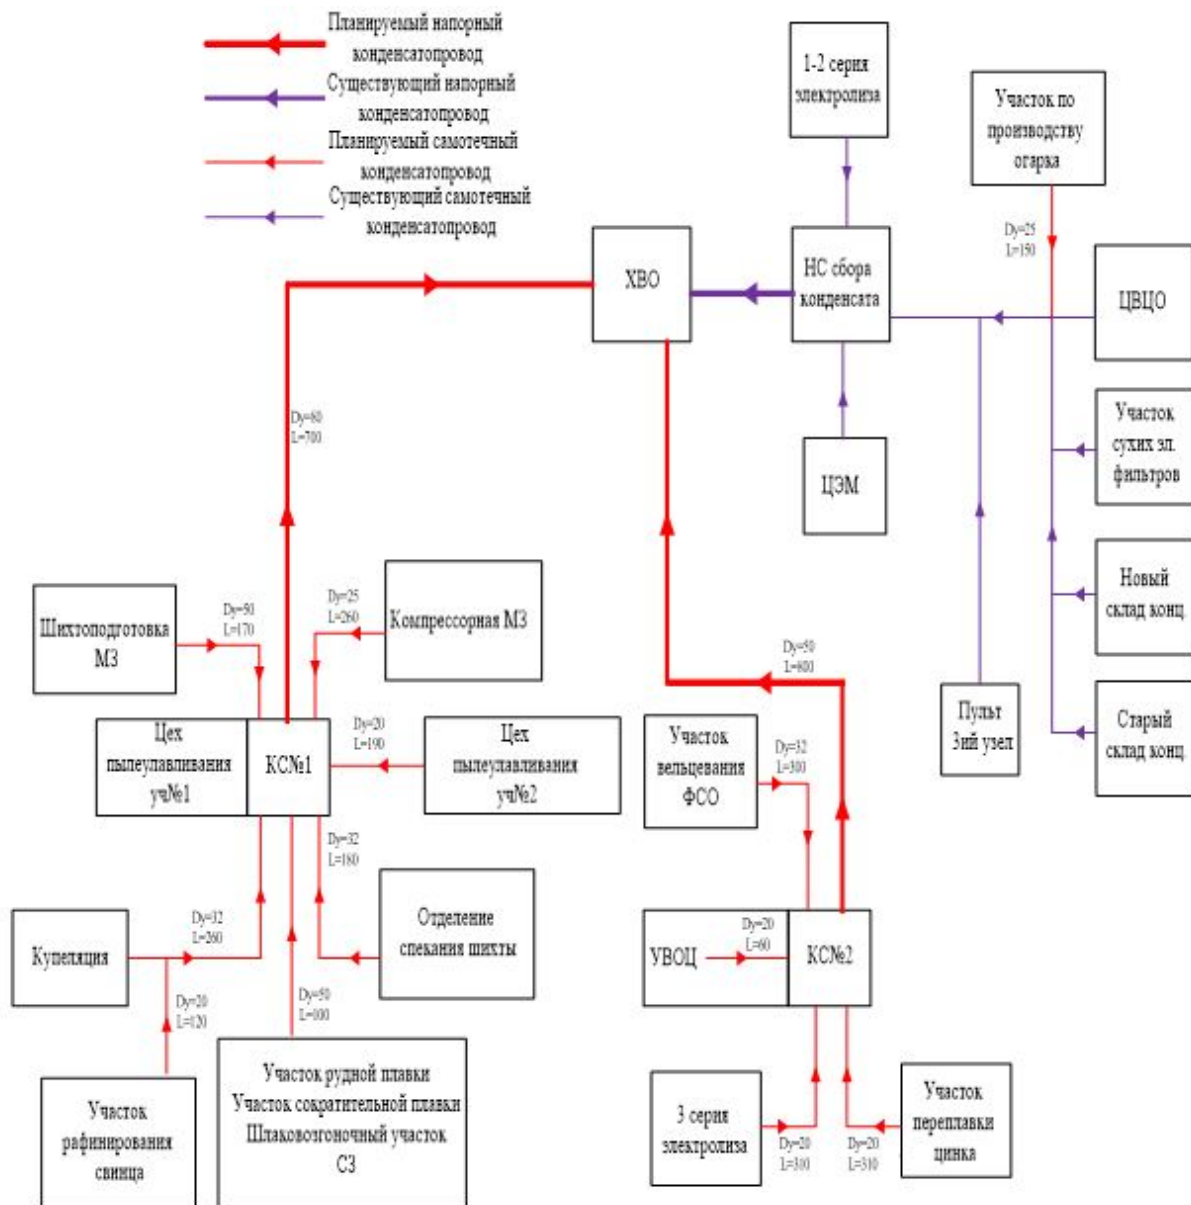 Планируемый напорный
конденсатопровод
Существующий напорный
конденсатопровод
Планируемый самотечный
конденсатопровод
Существующий самотечный
конденсатопровод
1-2 серия
электролиза
Участок по
производству
огарка
Dy=25
L=150
ХВО
НС сбора
конденсата
ЦВЦО
Участок
сухих эл.
фильтров
ЦЭМ
Новый
склад конц.
Старый
склад конц.
Пульт
3ий узел
Dy=80
L=700
Шихтоподготовка
МЗ
Dy=50
L=170
Dy=25
L=260
Компрессорная МЗ
Цех
пылеулавливания
уч№1
КС№1
Dy=20
L=190
Цех
пылеулавливания
уч№2
Dy=32
L=180
Купеляция
Dy=32
L=260
Отделение
спекания шихты
Dy=20
L=120
Dy=50
L=100
Участок
рафинирования
свинца
Участок рудной плавки
Участок сократительной плавки
Шлаковозгоночный участок
СЗ
Dy=50
L=800
Участок
вельцевания
ФСО
Dy=32
L=300
УВОЦ
Dy=20
L=60
КС№2
3 серия
электролиза
Dy=20
L=310
Dy=20
L=310
Участок
переплавки
цинка